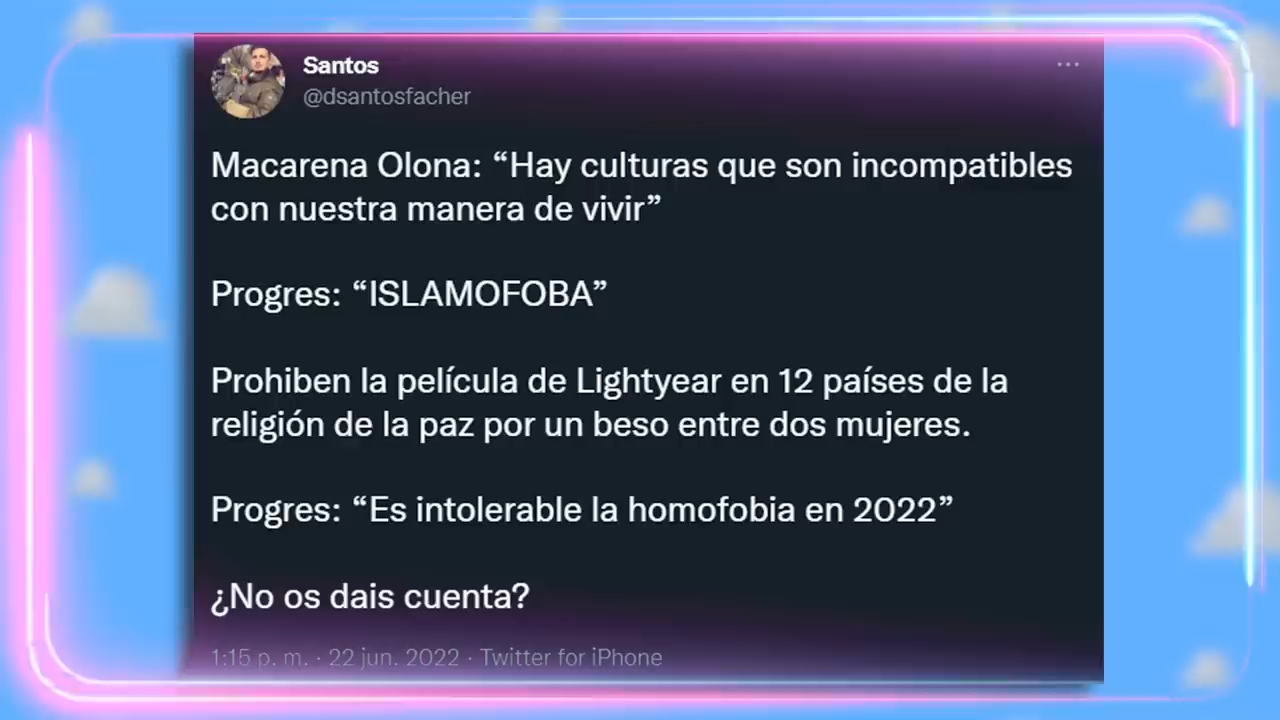 Santos
@dsantosfacher
Macarena Olona: “Hay culturas que son incompatibles
con nuestra manera de vivir”
Progres: “ISLAMOFOBA”
Prohiben la película de Lightyear en 12 países de la
religión de la paz por un beso entre dos mujeres.
Progres: “Es intolerable la homofobia en 2022”
¿No os dais cuenta?
1:15 p. m. · 22 jun. 2022 · Twitter for iPhone